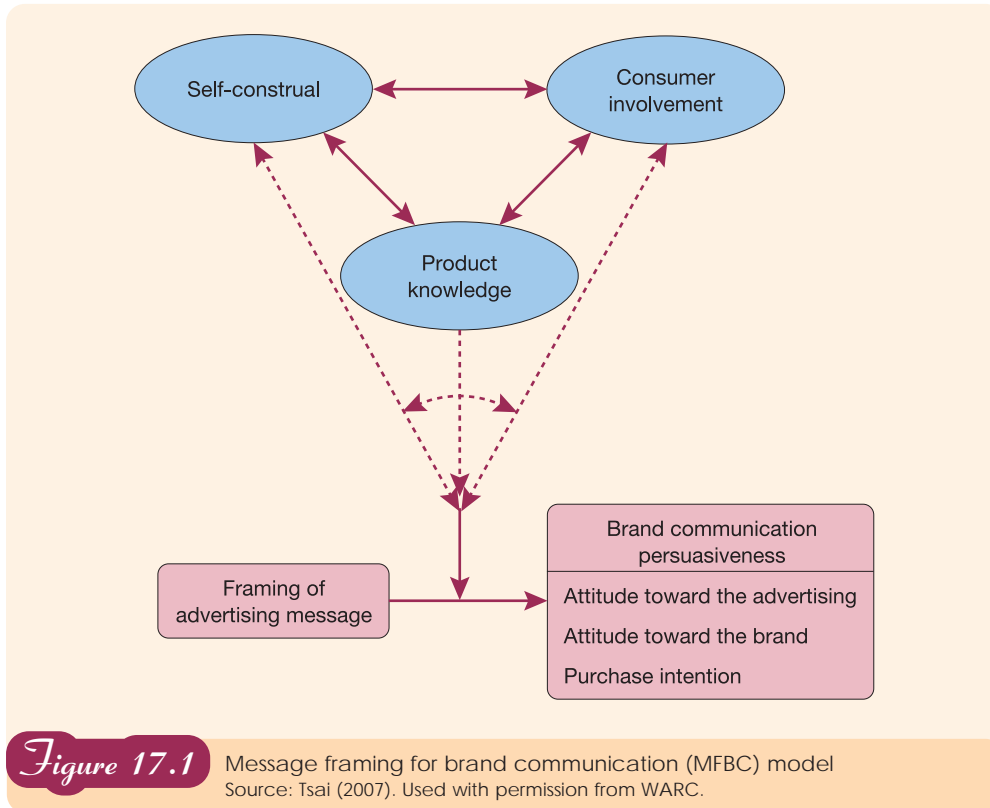 Self-construal
Consumer
involvement
Product
knowledge
Framing of
advertising message
Brand communication
persuasiveness
Attitude toward the advertising
Attitude toward the brand
Purchase intention
Figure 17.1
Message framing for brand communication (MFBC) model
Source: Tsai (2007). Used with permission from WARC.